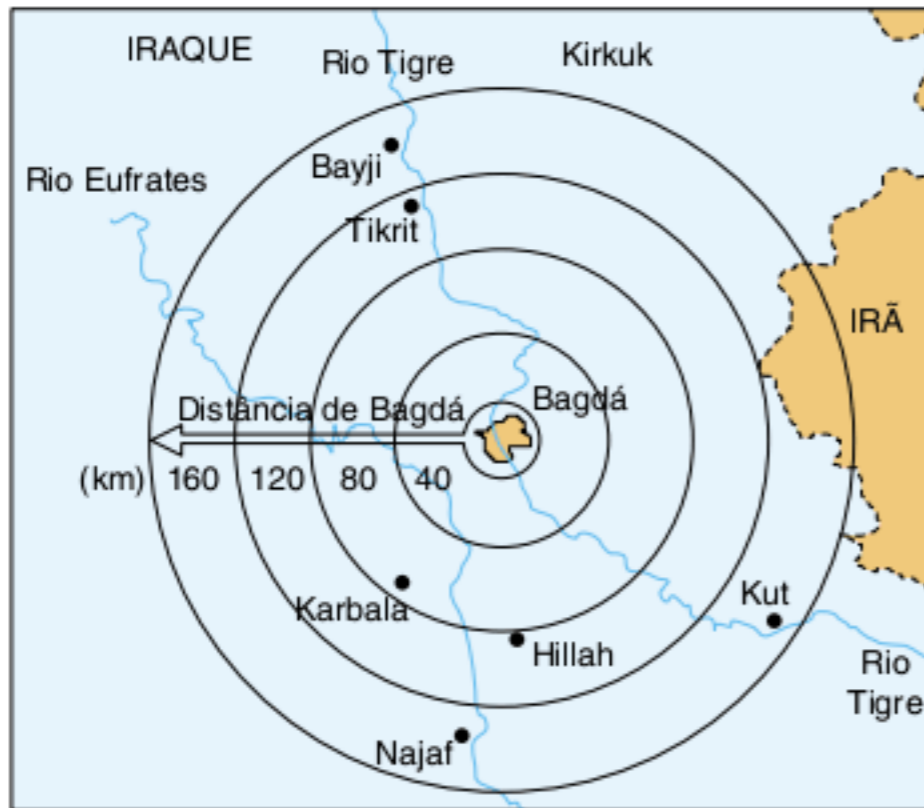 IRAQUE
Rio Tigre
Kirkuk
Bayji
Rio Eufrates
Tikrit
IRÃ
Distância de Bagdá
Bagdá
(km) 160 120 80 40
Karbala
Kut
Hillah
Rio
Tigre
Najaf